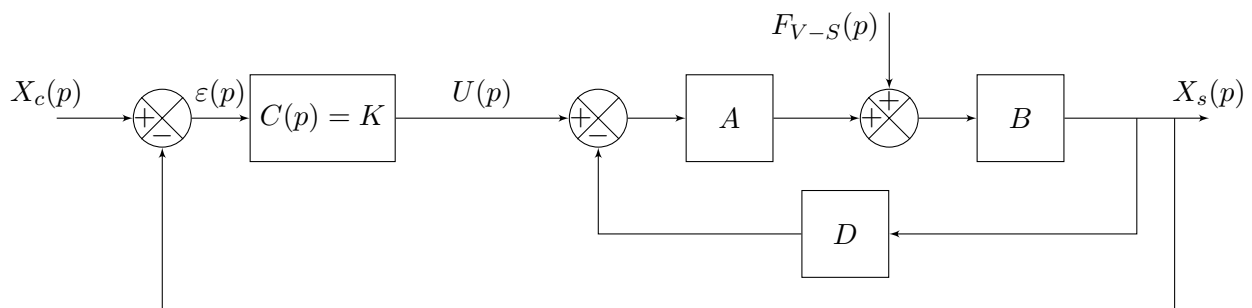 F_{V-S}(p)
X_c(p) + − ε(p) C(p) = K U(p) + − A + + B X_s(p)
D